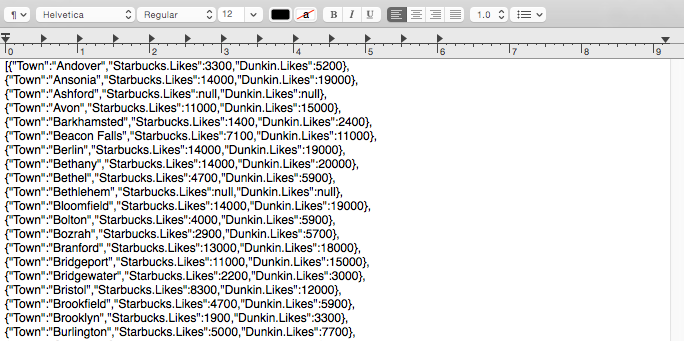 ¶ Helvetica Regular 12 a B I U 1.0
0 1 2 3 4 5 6 7 8 9
[{"Town":"Andover","Starbucks.Likes":3300,"Dunkin.Likes":5200},
{"Town":"Ansonia","Starbucks.Likes":14000,"Dunkin.Likes":19000},
{"Town":"Ashford","Starbucks.Likes":null,"Dunkin.Likes":null},
{"Town":"Avon","Starbucks.Likes":11000,"Dunkin.Likes":15000},
{"Town":"Barkhamsted","Starbucks.Likes":1400,"Dunkin.Likes":2400},
{"Town":"Beacon Falls","Starbucks.Likes":7100,"Dunkin.Likes":11000},
{"Town":"Berlin","Starbucks.Likes":14000,"Dunkin.Likes":19000},
{"Town":"Bethany","Starbucks.Likes":14000,"Dunkin.Likes":20000},
{"Town":"Bethel","Starbucks.Likes":4700,"Dunkin.Likes":5900},
{"Town":"Bethlehem","Starbucks.Likes":null,"Dunkin.Likes":null},
{"Town":"Bloomfield","Starbucks.Likes":14000,"Dunkin.Likes":19000},
{"Town":"Bolton","Starbucks.Likes":4000,"Dunkin.Likes":5900},
{"Town":"Bozrah","Starbucks.Likes":2900,"Dunkin.Likes":5700},
{"Town":"Branford","Starbucks.Likes":13000,"Dunkin.Likes":18000},
{"Town":"Bridgeport","Starbucks.Likes":11000,"Dunkin.Likes":15000},
{"Town":"Bridgewater","Starbucks.Likes":2200,"Dunkin.Likes":3000},
{"Town":"Bristol","Starbucks.Likes":8300,"Dunkin.Likes":12000},
{"Town":"Brookfield","Starbucks.Likes":4700,"Dunkin.Likes":5900},
{"Town":"Brooklyn","Starbucks.Likes":1900,"Dunkin.Likes":3300},
{"Town":"Burlington","Starbucks.Likes":5000,"Dunkin.Likes":7700},